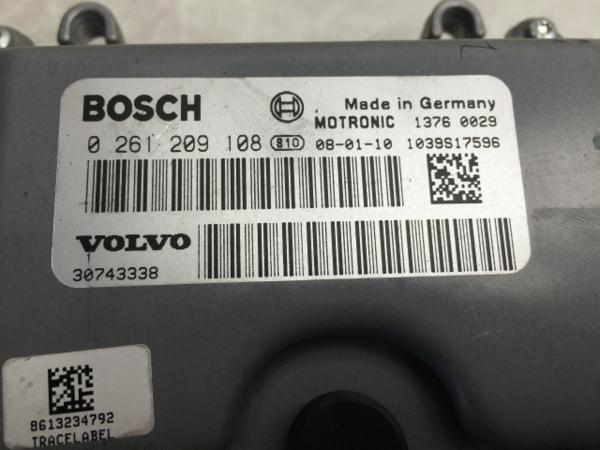 BOSCH
Made in Germany
MOTRONIC 1376 0029
0 261 209 108 810 08-01-10 1039S17596
VOLVO
30743338
8613234792
TRACELABEL